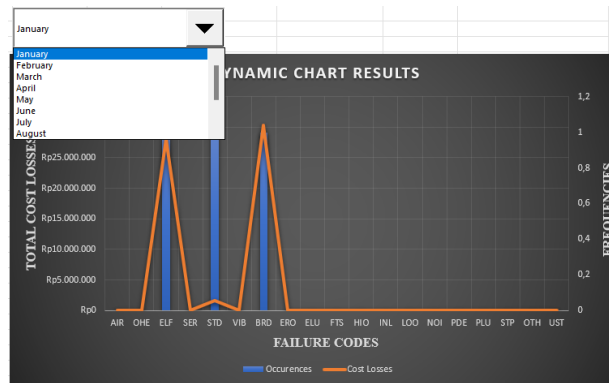 January
January
February
March
April
May
June
July
August
YNAMIC CHART RESULTS
TOTAL COST LOSSES
Rp25.000.000
Rp20.000.000
Rp15.000.000
Rp10.000.000
Rp5.000.000
Rp0
1,2
1
0,8
0,6
0,4
0,2
0
FREQUENCIES
AIR OHE ELF SER STD VIB BRD ERO ELU FTS HIO INL LOO NOI PDE PLU STP OTH UST
FAILURE CODES
Occurences Cost Losses